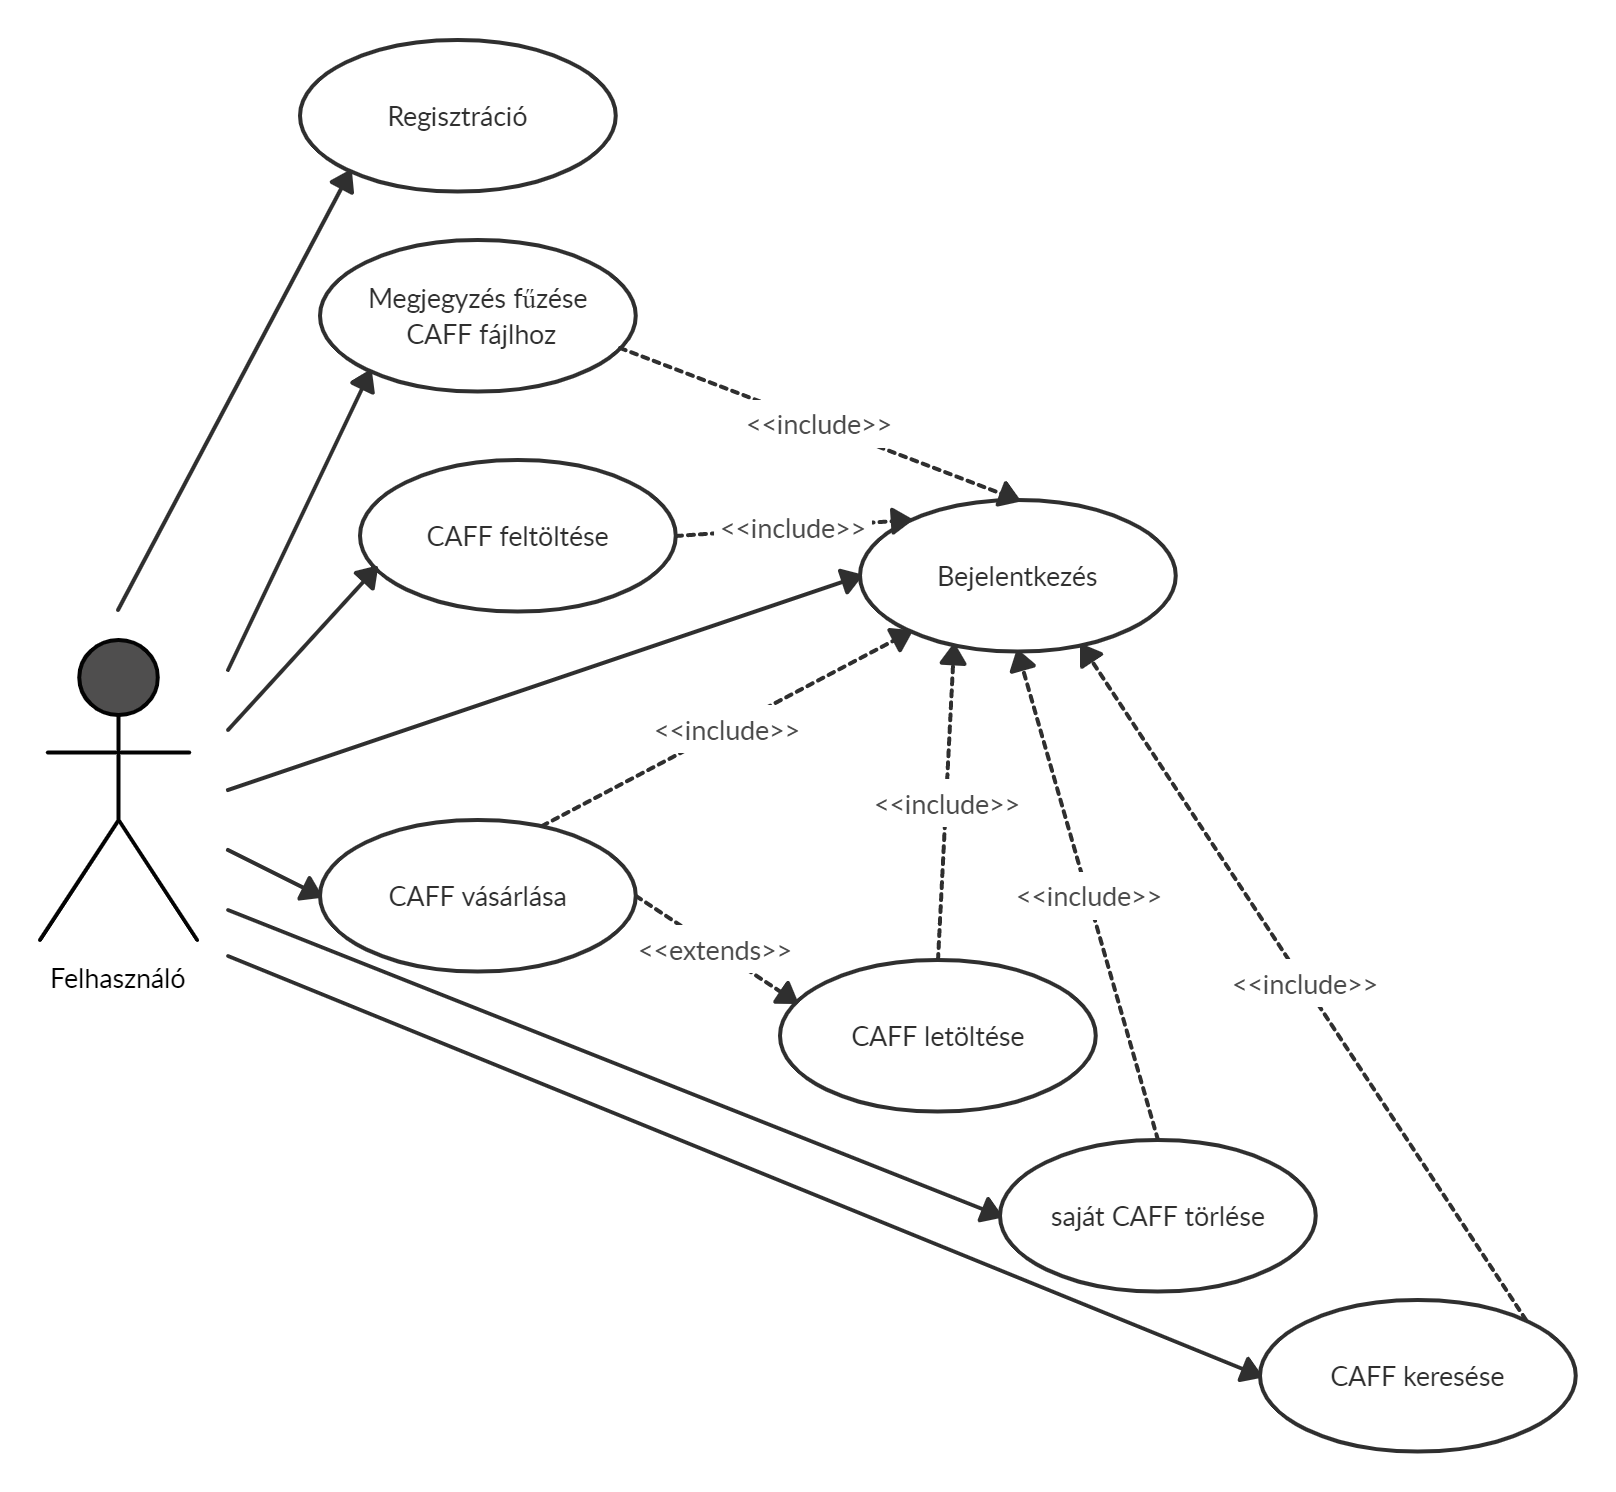 Regisztráció
Megjegyzés fűzése
CAFF fájlhoz
<<include>>
CAFF feltöltése
<<include>>
Bejelentkezés
<<include>>
<<include>>
CAFF vásárlása
<<include>>
<<extends>>
Felhasználó
<<include>>
CAFF letöltése
saját CAFF törlése
CAFF keresése